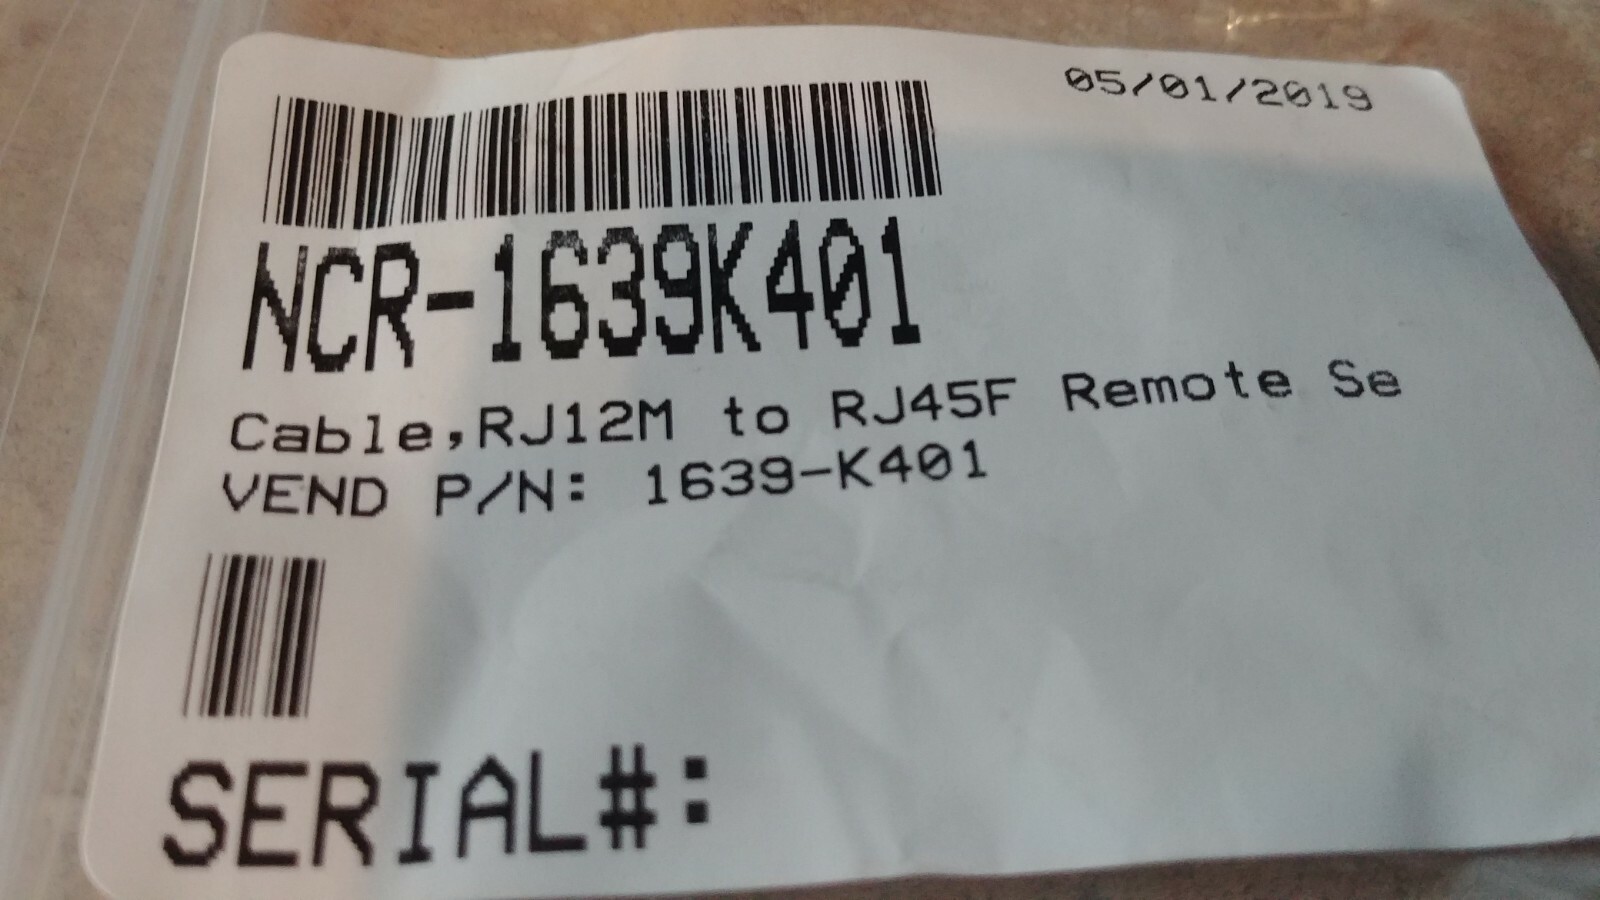 05/01/2019
NCR-1639K401
Cable,RJ12M to RJ45F Remote Se
VEND P/N: 1639-K401
SERIAL#: